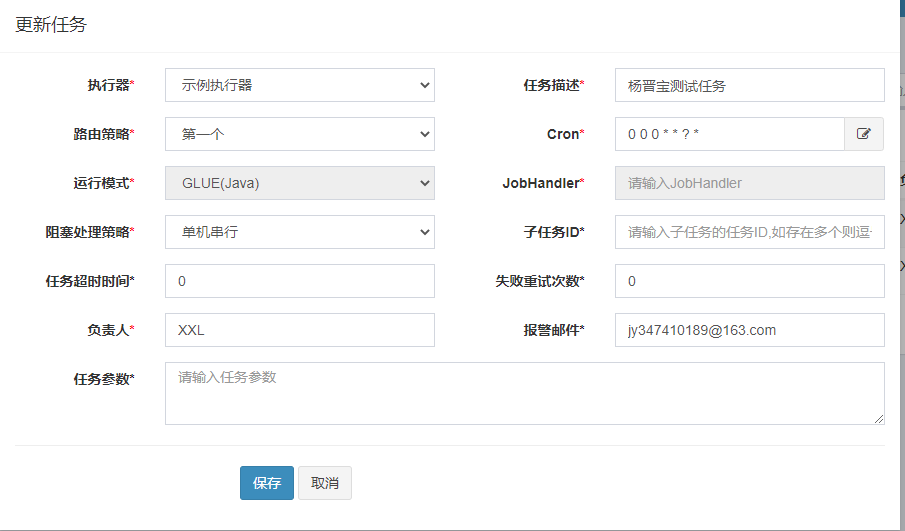 更新任务
执行器* 示例执行器 任务描述* 杨晋宝测试任务
路由策略* 第一个 Cron* 0 0 0 * * ? *
运行模式* GLUE(Java) JobHandler* 请输入JobHandler
阻塞处理策略* 单机串行 子任务ID* 请输入子任务的任务ID,如存在多个则逗
任务超时时间* 0 失败重试次数* 0
负责人* XXL 报警邮件* jy347410189@163.com
任务参数* 请输入任务参数
保存 取消